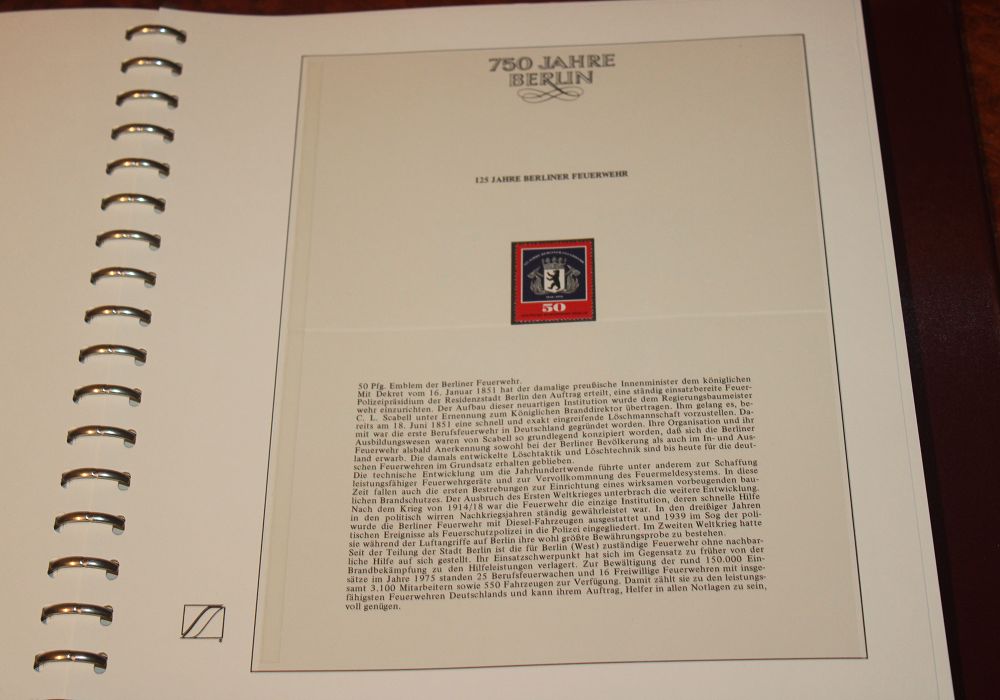 750 JAHRE
BERLIN
125 JAHRE BERLINER FEUERWEHR
50
50 Pfg. Emblem der Berliner Feuerwehr.
Mit Dekret vom 16. Januar 1851 hat der damalige preußische Innenminister dem königlichen
Polizeipräsidium der Residenzstadt Berlin den Auftrag erteilt, eine ständig einsatzbereite Feuer-
wehr einzurichten. Der Aufbau dieser neuartigen Institution wurde dem Regierungsbaumeister
C. L. Scabell unter Ernennung zum Königlichen Branddirektor übertragen. Ihm gelang es, be-
reits am 18. Juni 1851 eine schnell und exakt eingreifende Löschmannschaft vorzustellen. Da-
mit war die erste Berufsfeuerwehr in Deutschland gegründet worden. Ihre Organisation und ihr
Ausbildungswesen waren von Scabell so grundlegend konzipiert worden, daß sich die Berliner
Feuerwehr alsbald Anerkennung sowohl bei der Berliner Bevölkerung als auch im In- und Aus-
land erwarb. Die damals entwickelte Löschtaktik und Löschtechnik sind bis heute für die deut-
schen Feuerwehren im Grundsatz erhalten geblieben.
Die technische Entwicklung um die Jahrhundertwende führte unter anderem zur Schaffung
leistungsfähiger Feuerwehrgeräte und zur Vervollkommnung des Feuermeldesystems. In diese
Zeit fallen auch die ersten Bestrebungen zur Einrichtung eines wirksamen vorbeugenden bau-
lichen Brandschutzes. Der Ausbruch des Ersten Weltkrieges unterbrach die weitere Entwicklung.
Nach dem Krieg von 1914/18 war die Feuerwehr die einzige Institution, deren schnelle Hilfe
in den politisch wirren Nachkriegsjahren ständig gewährleistet war. In den dreißiger Jahren
wurde die Berliner Feuerwehr mit Diesel-Fahrzeugen ausgestattet und 1939 im Sog der poli-
tischen Ereignisse als Feuerschutzpolizei in die Polizei eingegliedert. Im Zweiten Weltkrieg hatte
sie während der Luftangriffe auf Berlin ihre wohl größte Bewährungsprobe zu bestehen.
Seit der Teilung der Stadt Berlin ist die für Berlin (West) zuständige Feuerwehr ohne nachbar-
liche Hilfe auf sich gestellt. Ihr Einsatzschwerpunkt hat sich im Gegensatz zu früher von der
Brandbekämpfung zu den Hilfeleistungen verlagert. Zur Bewältigung der rund 150.000 Ein-
sätze im Jahre 1975 standen 25 Berufsfeuerwachen und 16 Freiwillige Feuerwehren mit insge-
samt 3.100 Mitarbeitern sowie 550 Fahrzeugen zur Verfügung. Damit zählt sie zu den leistungs-
fähigsten Feuerwehren Deutschlands und kann ihrem Auftrag, Helfer in allen Notlagen zu sein,
voll genügen.